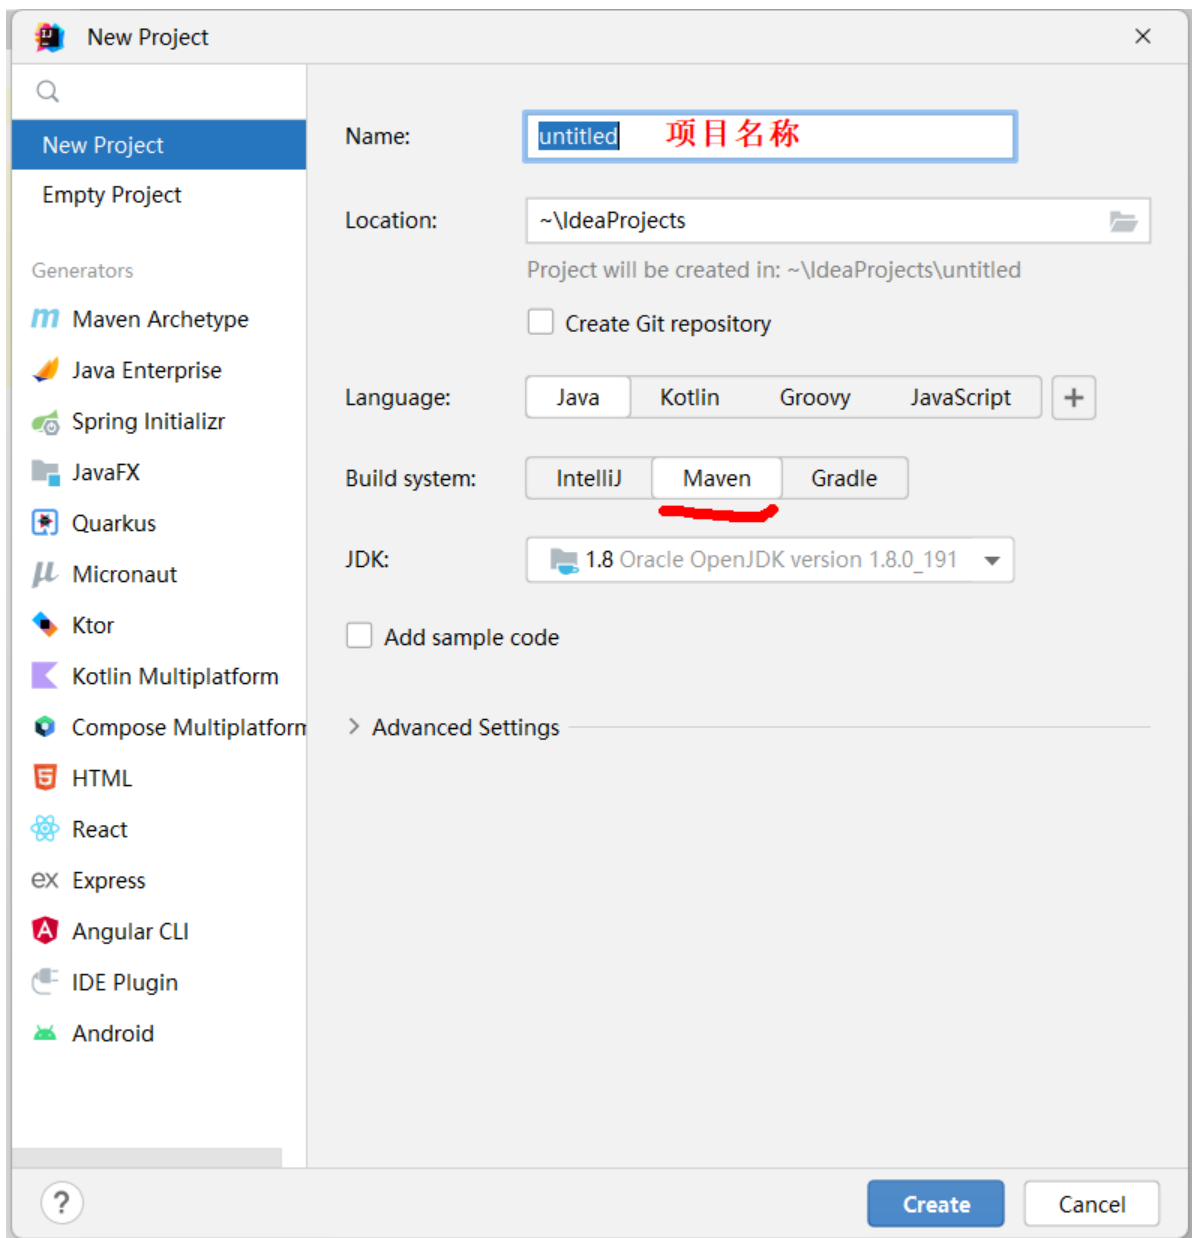 New Project
New Project
Empty Project
Generators
Maven Archetype
Java Enterprise
Spring Initializr
JavaFX
Quarkus
Micronaut
Ktor
Kotlin Multiplatform
Compose Multiplatform
HTML
React
ex Express
Angular CLI
IDE Plugin
Android
Name: untitled 项目名称
Location: ~\IdeaProjects
Project will be created in: ~\IdeaProjects\untitled
Create Git repository
Language: Java Kotlin Groovy JavaScript +
Build system: IntelliJ Maven Gradle
JDK: 1.8 Oracle OpenJDK version 1.8.0_191
Add sample code
Advanced Settings
? Create Cancel